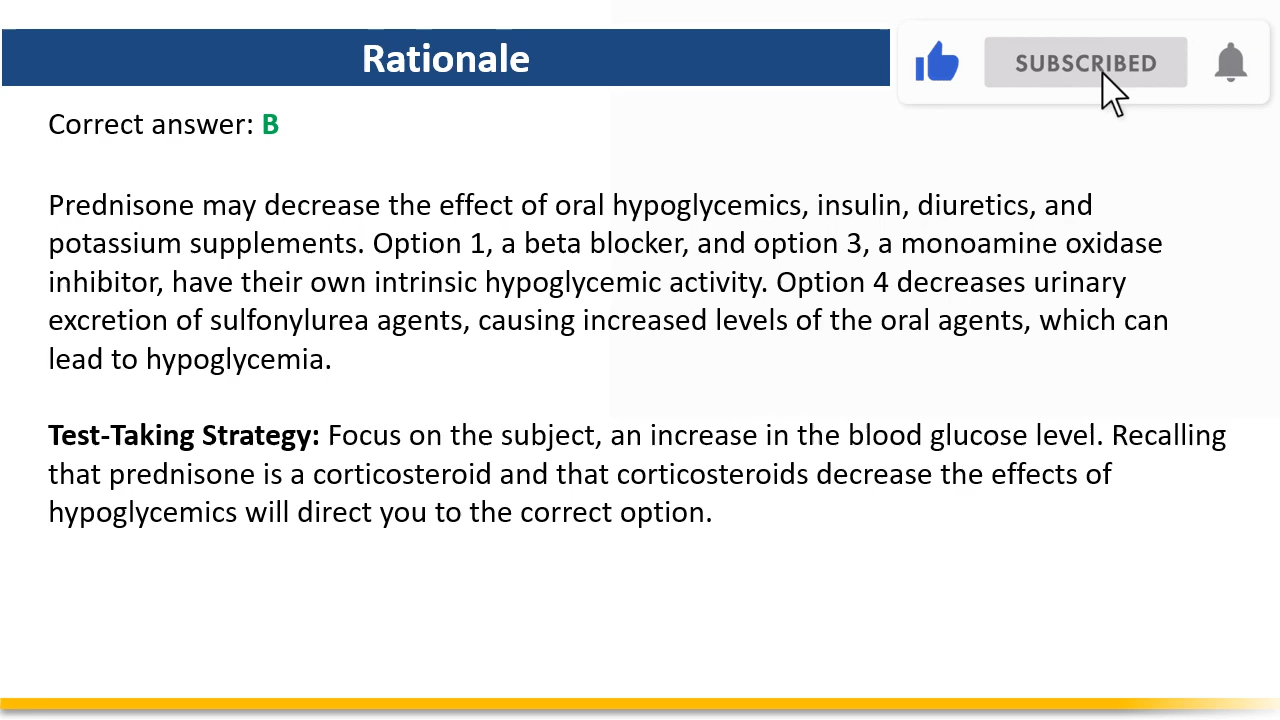 Rationale
SUBSCRIBED
Correct answer: B
Prednisone may decrease the effect of oral hypoglycemics, insulin, diuretics, and
potassium supplements. Option 1, a beta blocker, and option 3, a monoamine oxidase
inhibitor, have their own intrinsic hypoglycemic activity. Option 4 decreases urinary
excretion of sulfonylurea agents, causing increased levels of the oral agents, which can
lead to hypoglycemia.
Test-Taking Strategy: Focus on the subject, an increase in the blood glucose level. Recalling
that prednisone is a corticosteroid and that corticosteroids decrease the effects of
hypoglycemics will direct you to the correct option.